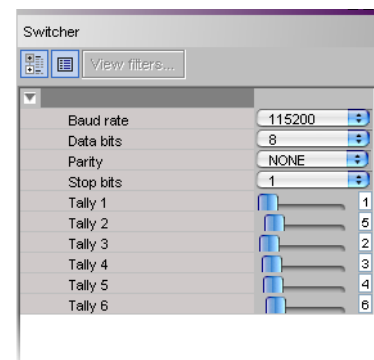 Switcher
View filters...
Baud rate 115200
Data bits 8
Parity NONE
Stop bits 1
Tally 1 1
Tally 2 5
Tally 3 2
Tally 4 3
Tally 5 4
Tally 6 6